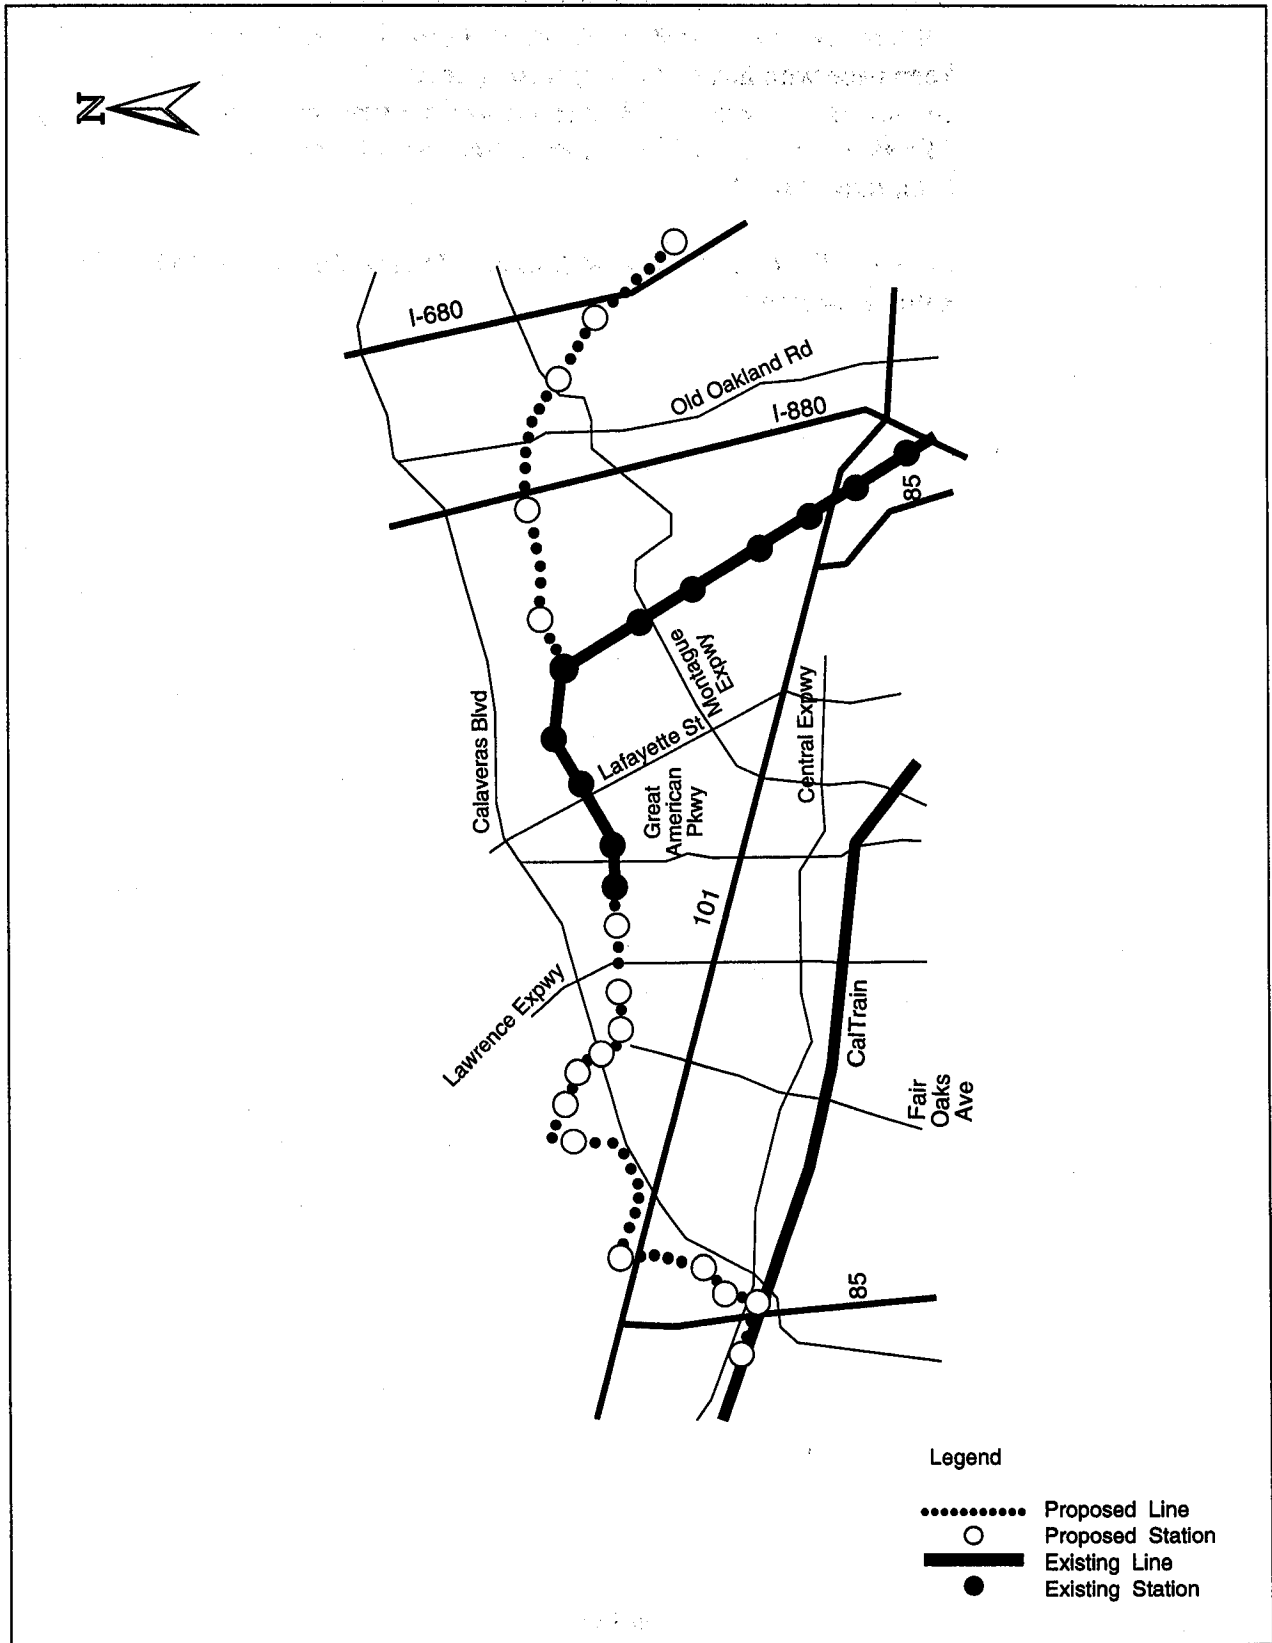 N
I-680
Old Oakland Rd
I-880
85
Montague
Expwy
Calaveras Blvd
Lafayette St
Central Expwy
Great
American
Pkwy
101
Lawrence Expwy
CalTrain
Fair
Oaks
Ave
85
Legend
Proposed Line
Proposed Station
Existing Line
Existing Station